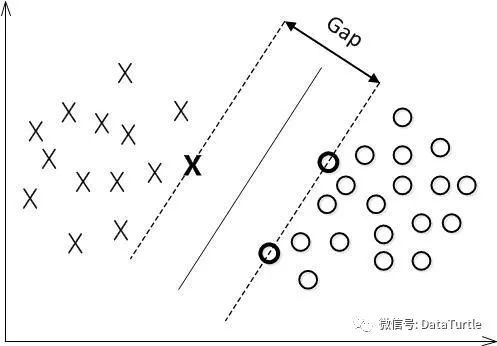 Gap
微信号: DataTurtle